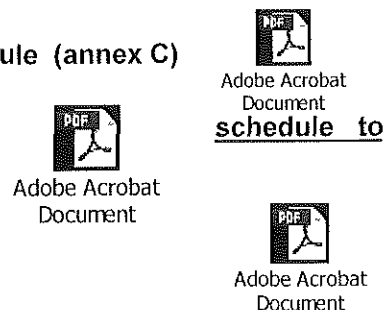 PDF
Adobe Acrobat
Document
ule (annex C)
schedule to
PDF
Adobe Acrobat
Document
PDF
Adobe Acrobat
Document